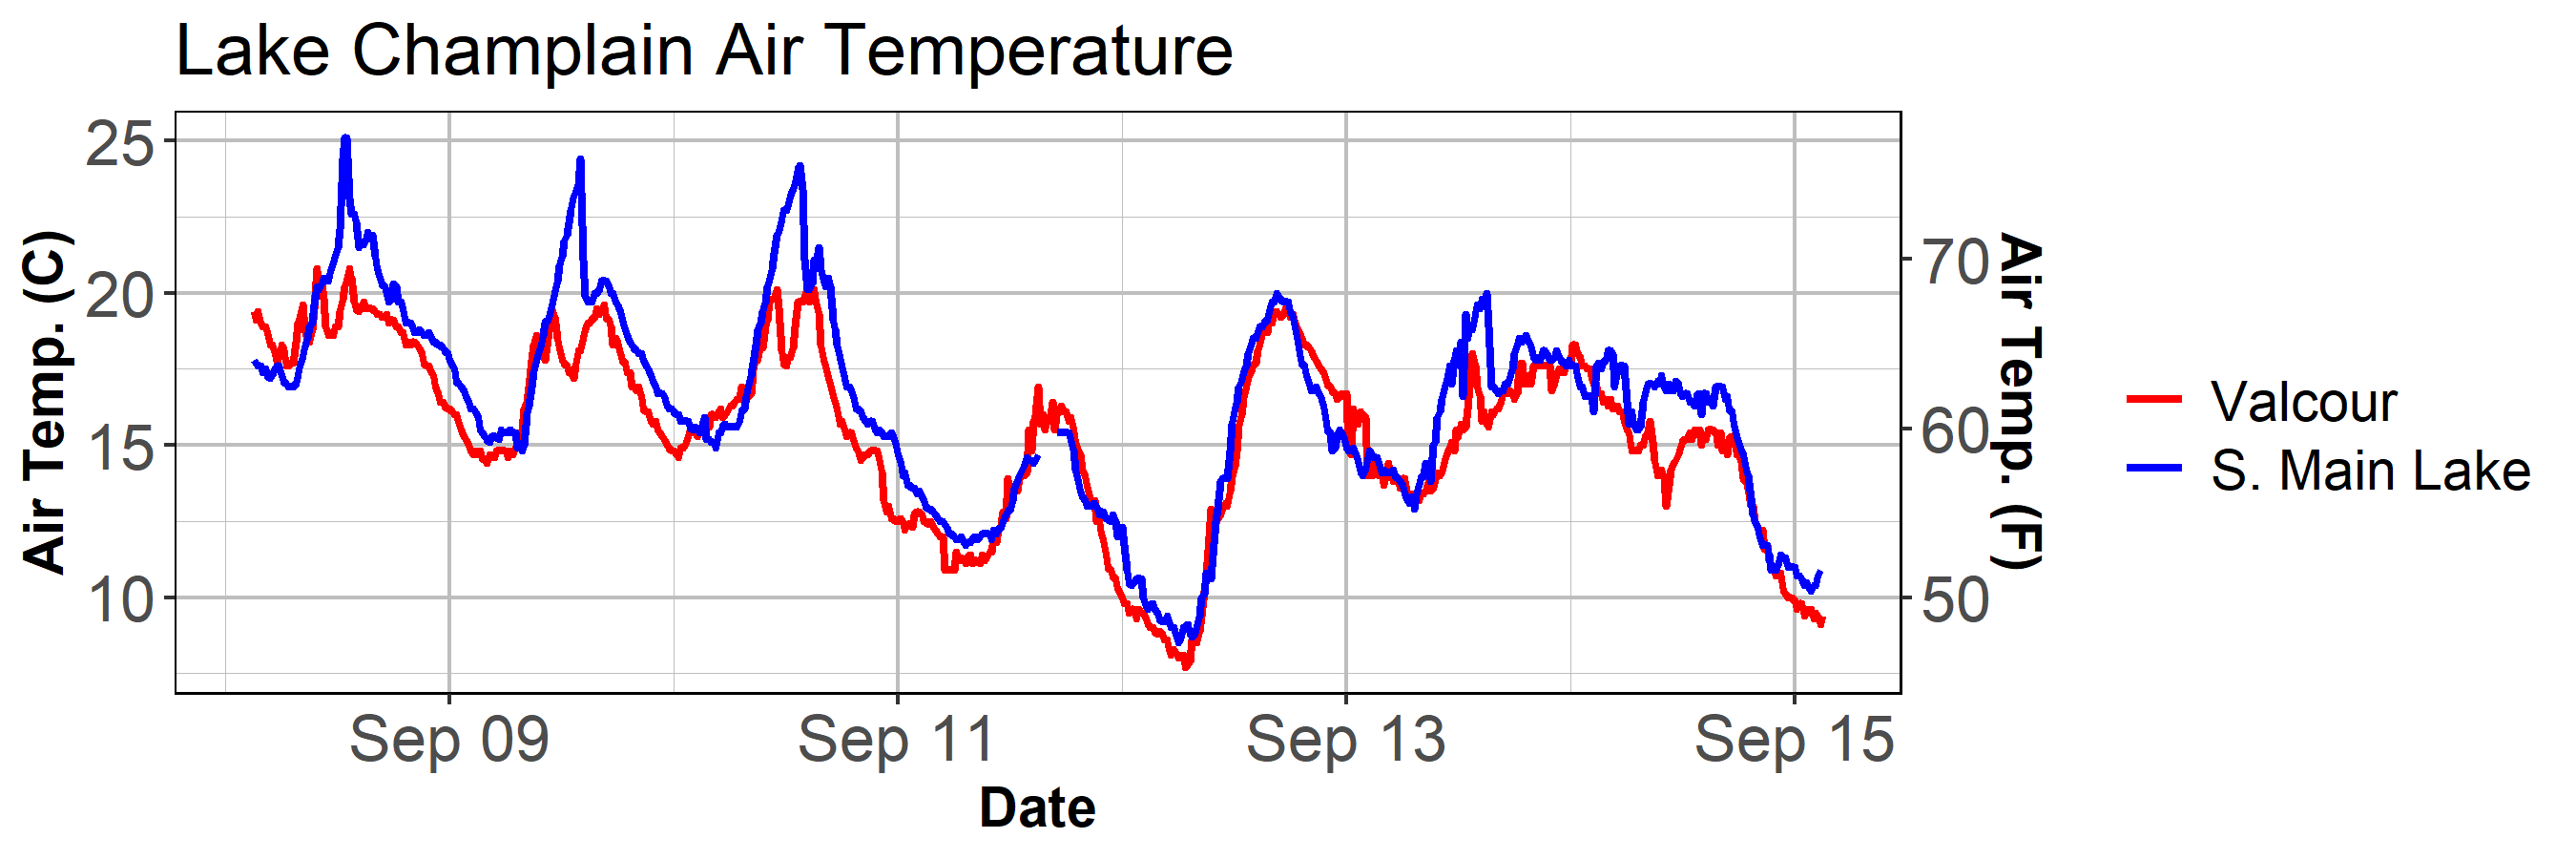 Lake Champlain Air Temperature
25
20
15
10
Air Temp. (C)
70
60
50
Air Temp. (F)
Sep 09
Sep 11
Sep 13
Sep 15
Date
Valcour
S. Main Lake